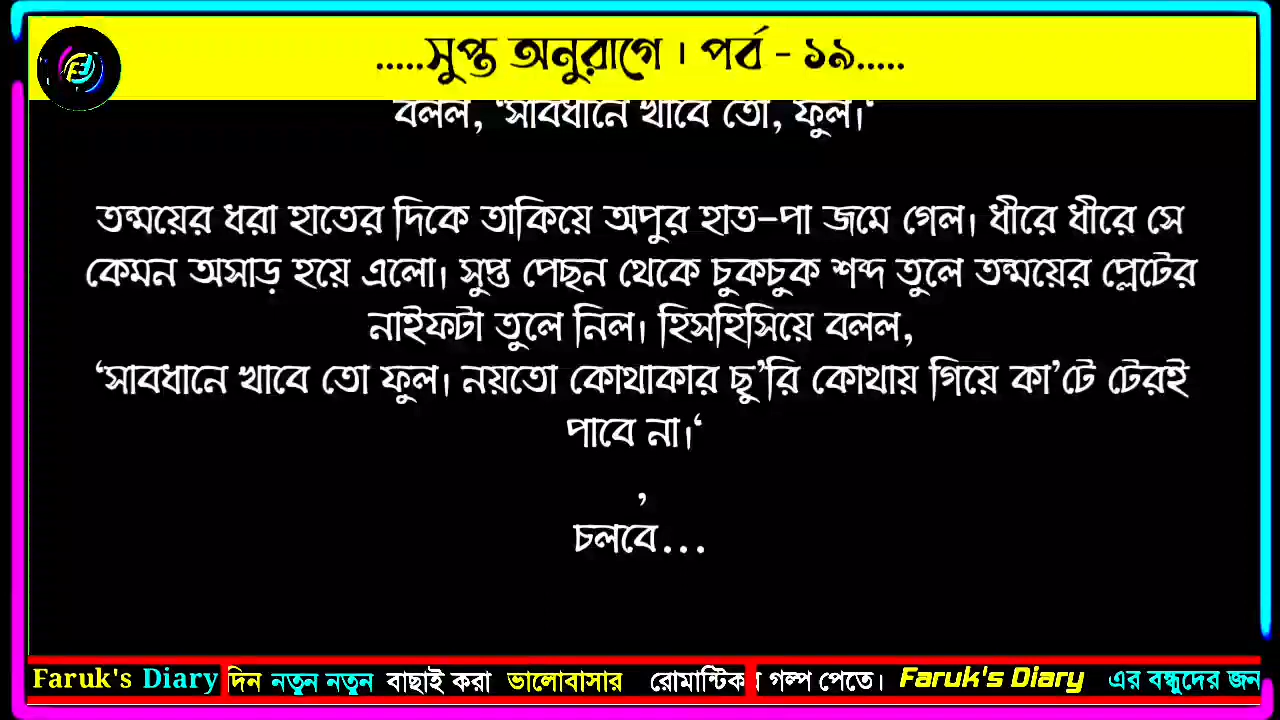 .....সুপ্ত অনুরাগে । পর্ব - ১৯.....
বলল, ‘সাবধানে খাবে তো, ফুল।‘
তন্ময়ের ধরা হাতের দিকে তাকিয়ে অপুর হাত-পা জমে গেল। ধীরে ধীরে সে
কেমন অসাড় হয়ে এলো। সুপ্ত পেছন থেকে চুকচুক শব্দ তুলে তন্ময়ের প্লেটের
নাইফটা তুলে নিল। হিসহিসিয়ে বলল,
‘সাবধানে খাবে তো ফুল। নয়তো কোথাকার ছু’রি কোথায় গিয়ে কা’টে টেরই
পাবে না।‘
,
চলবে...
Faruk's Diary দিন নতুন নতুন বাছাই করা ভালোবাসার রোমান্টিক গল্প পেতে। Faruk's Diary এর বন্ধুদের জন